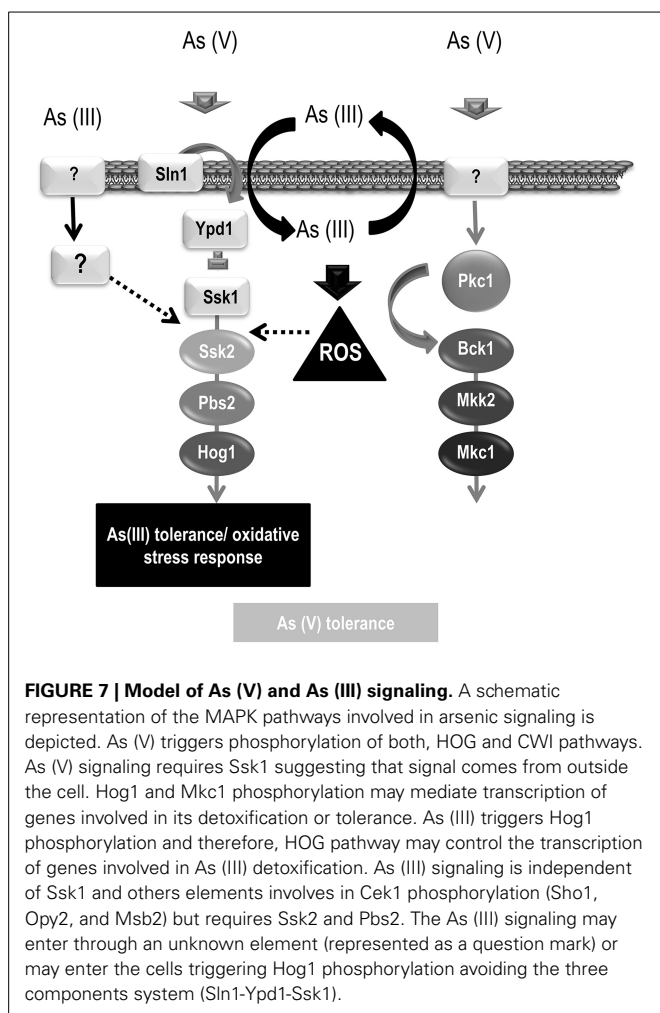 As (V)
As (V)
As (III)
As (III)
?
Sln1
?
Ypd1
As (III)
?
Ssk1
Pkc1
Ssk2
ROS
Bck1
Pbs2
Mkk2
Hog1
Mkc1
As(III) tolerance/ oxidative
stress response
As (V) tolerance
FIGURE 7 | Model of As (V) and As (III) signaling. A schematic
representation of the MAPK pathways involved in arsenic signaling is
depicted. As (V) triggers phosphorylation of both, HOG and CWI pathways.
As (V) signaling requires Ssk1 suggesting that signal comes from outside
the cell. Hog1 and Mkc1 phosphorylation may mediate transcription of
genes involved in its detoxification or tolerance. As (III) triggers Hog1
phosphorylation and therefore, HOG pathway may control the transcription
of genes involved in As (III) detoxification. As (III) signaling is independent
of Ssk1 and others elements involves in Cek1 phosphorylation (Sho1,
Opy2, and Msb2) but requires Ssk2 and Pbs2. The As (III) signaling may
enter through an unknown element (represented as a question mark) or
may enter the cells triggering Hog1 phosphorylation avoiding the three
components system (Sln1-Ypd1-Ssk1).